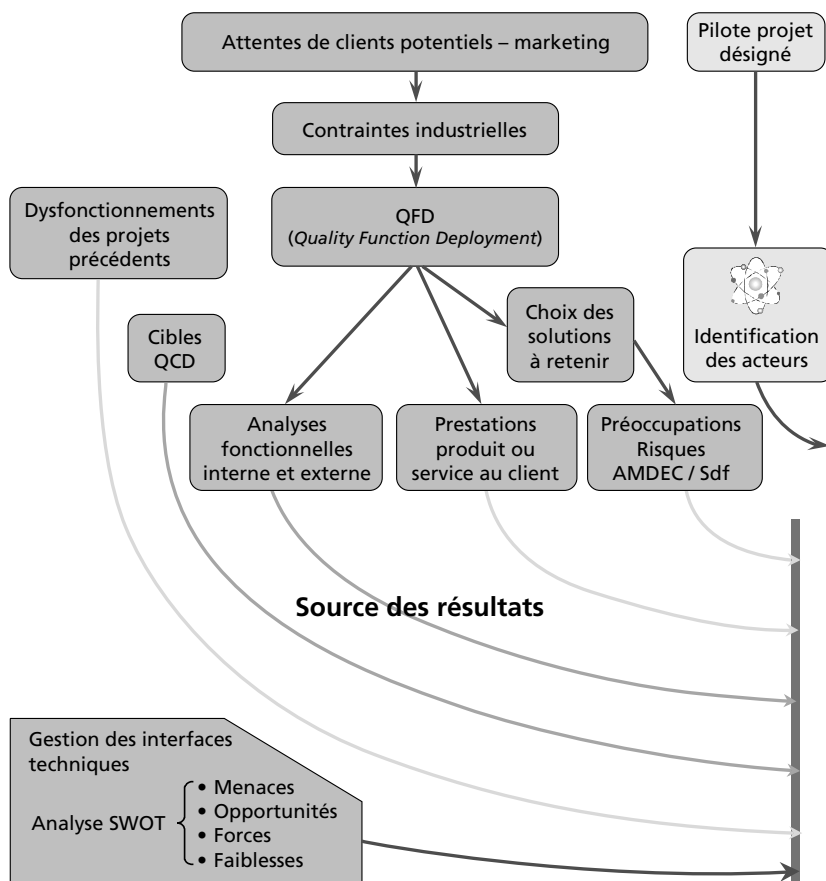 Attentes de clients potentiels – marketing
Pilote projet
désigné
Contraintes industrielles
Dysfonctionnements
des projets
précédents
QFD
(Quality Function Deployment)
Cibles
QCD
Choix des
solutions
à retenir
Identification
des acteurs
Analyses
fonctionnelles
interne et externe
Prestations
produit ou
service au client
Préoccupations
Risques
AMDEC / Sdf
Source des résultats
Gestion des interfaces
techniques
Analyse SWOT
• Menaces
• Opportunités
• Forces
• Faiblesses